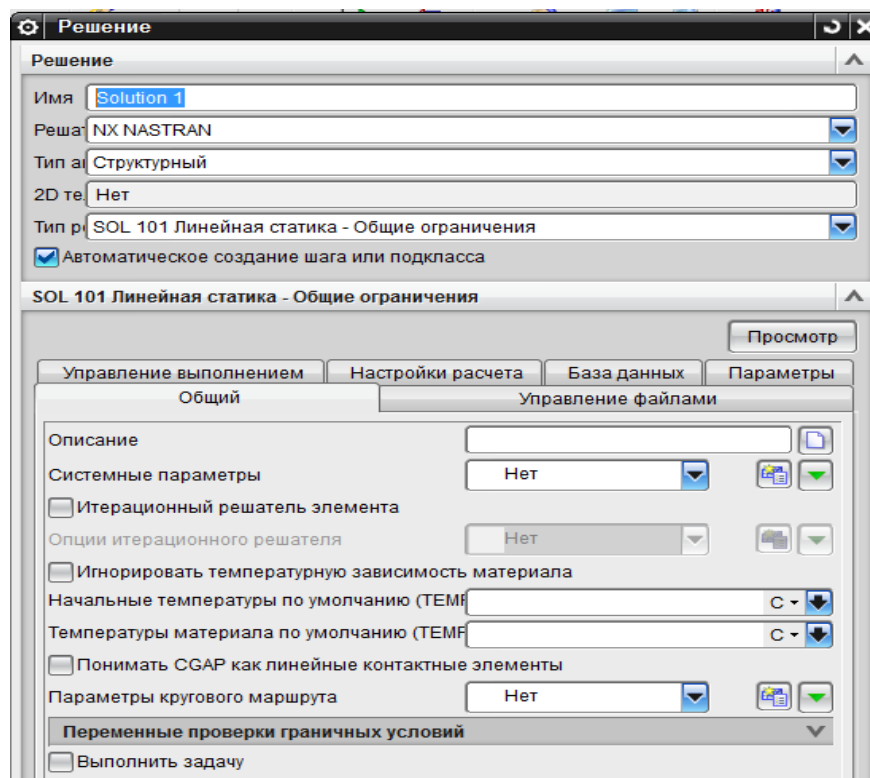 Решение
Решение
Имя Solution 1
Решат NX NASTRAN
Тип ан Структурный
2D те. Нет
Тип ре SOL 101 Линейная статика - Общие ограничения
Автоматическое создание шага или подкласса
SOL 101 Линейная статика - Общие ограничения
Просмотр
Управление выполнением Настройки расчета База данных Параметры
Общий Управление файлами
Описание
Системные параметры Нет
Итерационный решатель элемента
Опции итерационного решателя Нет
Игнорировать температурную зависимость материала
Начальные температуры по умолчанию (TEMP C
Температуры материала по умолчанию (TEMP C
Понимать CGAP как линейные контактные элементы
Параметры кругового маршрута Нет
Переменные проверки граничных условий
Выполнить задачу